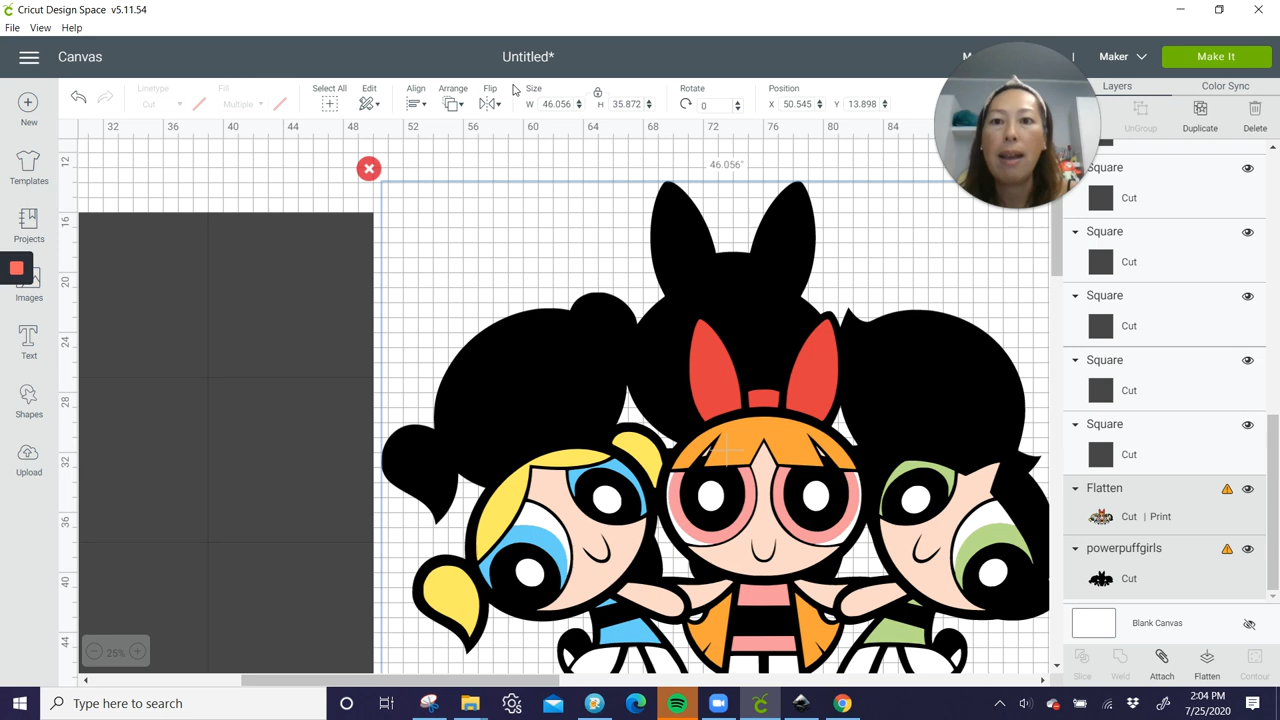 Cricut Design Space v5.11.54
File View Help
Canvas
Untitled*
Maker
Make It
Linetype
Cut
Fill
Multiple
Select All
Edit
Align
Arrange
Flip
Size
W 46.056
H 35.872
Rotate
0
Position
X 50.545
Y 13.898
Layers
Color Sync
UnGroup
Duplicate
Delete
New
Templates
Projects
Images
Text
Shapes
Upload
32 36 40 44 48 52 56 60 64 68 72 76 80 84
12
16
20
24
28
32
36
40
44
46.056"
25%
Square
Cut
Square
Cut
Square
Cut
Square
Cut
Square
Cut
Flatten
Cut | Print
powerpuffgirls
Cut
Blank Canvas
Slice
Weld
Attach
Flatten
Contour
Type here to search
2:04 PM
7/25/2020